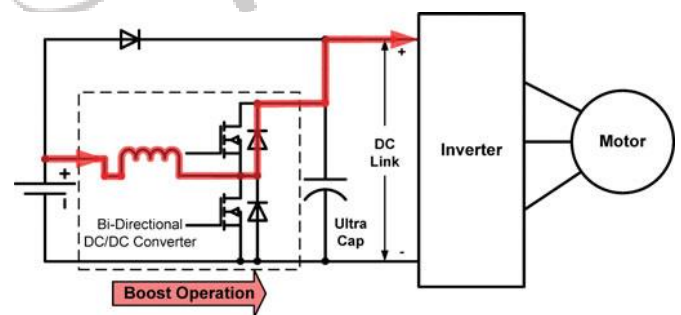 +
DC
Link
-
Inverter
Motor
+
-
Bi-Directional
DC/DC Converter
Ultra
Cap
Boost Operation